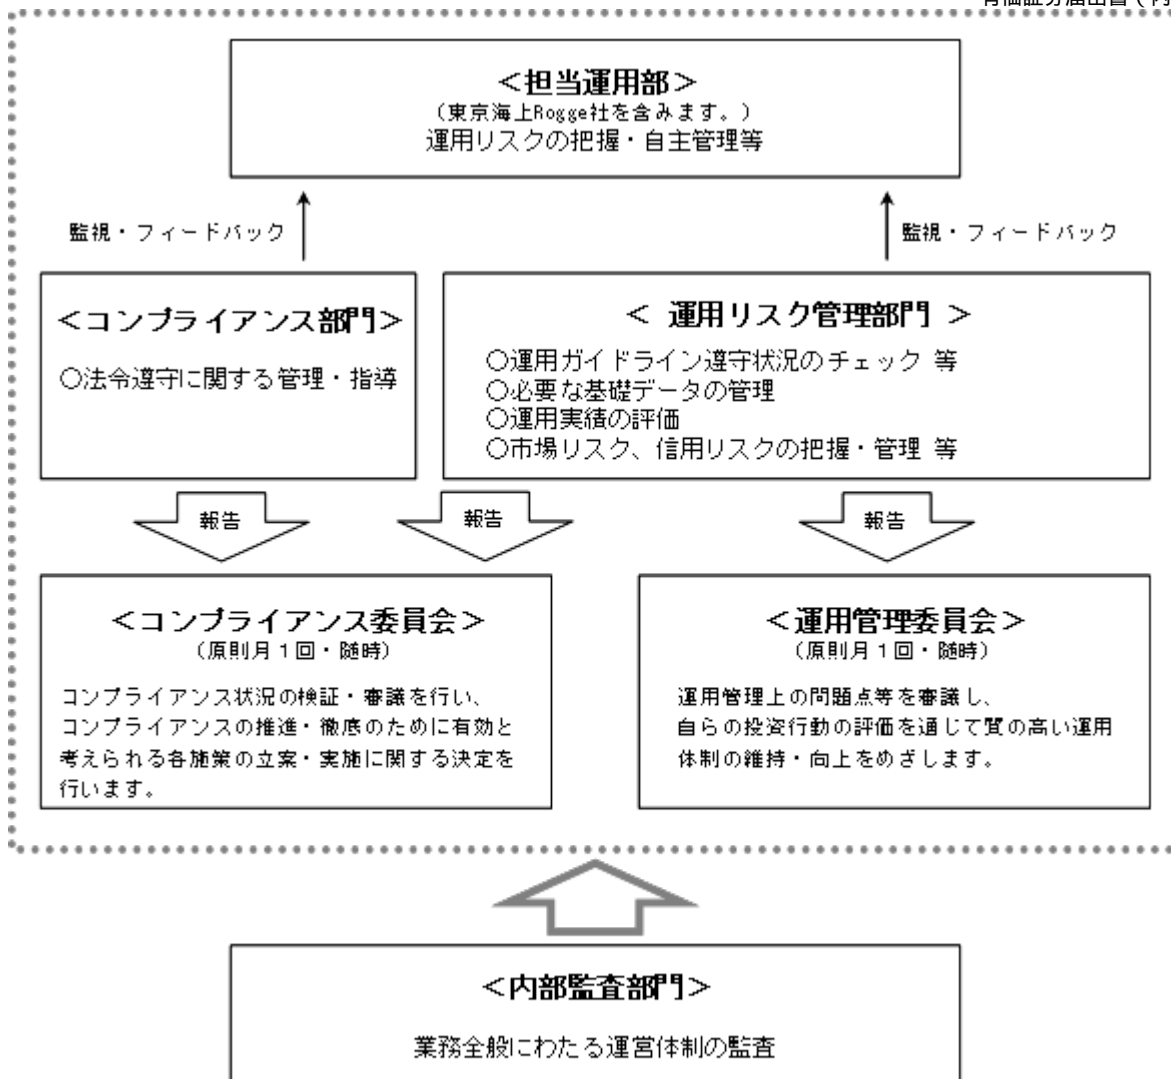 ＜担当運用部＞
（東京海上Rogge社を含みます。）
運用リスクの把握・自主管理等
監視・フィードバック
監視・フィードバック
＜コンプライアンス部門＞
○法令遵守に関する管理・指導
＜ 運用リスク管理部門 ＞
○運用ガイドライン遵守状況のチェック 等
○必要な基礎データの管理
○運用実績の評価
○市場リスク、信用リスクの把握・管理 等
報告
報告
報告
＜コンプライアンス委員会＞
（原則月１回・随時）
コンプライアンス状況の検証・審議を行い、
コンプライアンスの推進・徹底のために有効と
考えられる各施策の立案・実施に関する決定を
行います。
＜運用管理委員会＞
（原則月１回・随時）
運用管理上の問題点等を審議し、
自らの投資行動の評価を通じて質の高い運用
体制の維持・向上をめざします。
＜内部監査部門＞
業務全般にわたる運営体制の監査